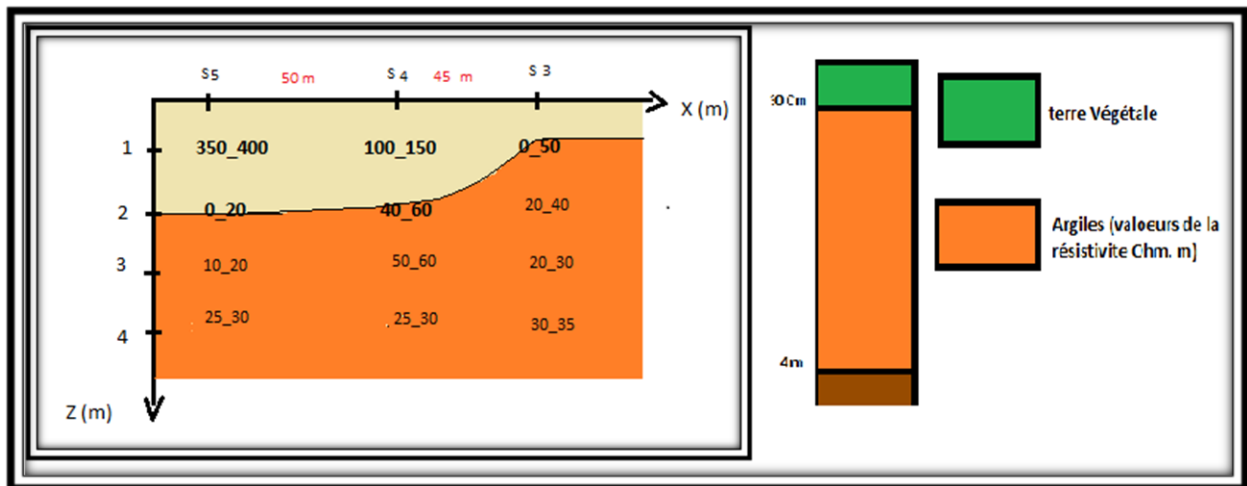 S5 50 m S4 45 m S 3
X (m)
1 350_400 100_150 0_50
2 0_20 40_60 20_40
3 10_20 50_60 20_30
4 25_30 25_30 30_35
Z (m)
terre Végétale
Argiles (valoeurs de la
résistivite Ohm. m)
4m